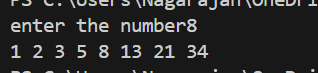 PS C:\Users\Nagarajan\OneDri
enter the number8
1 2 3 5 8 13 21 34